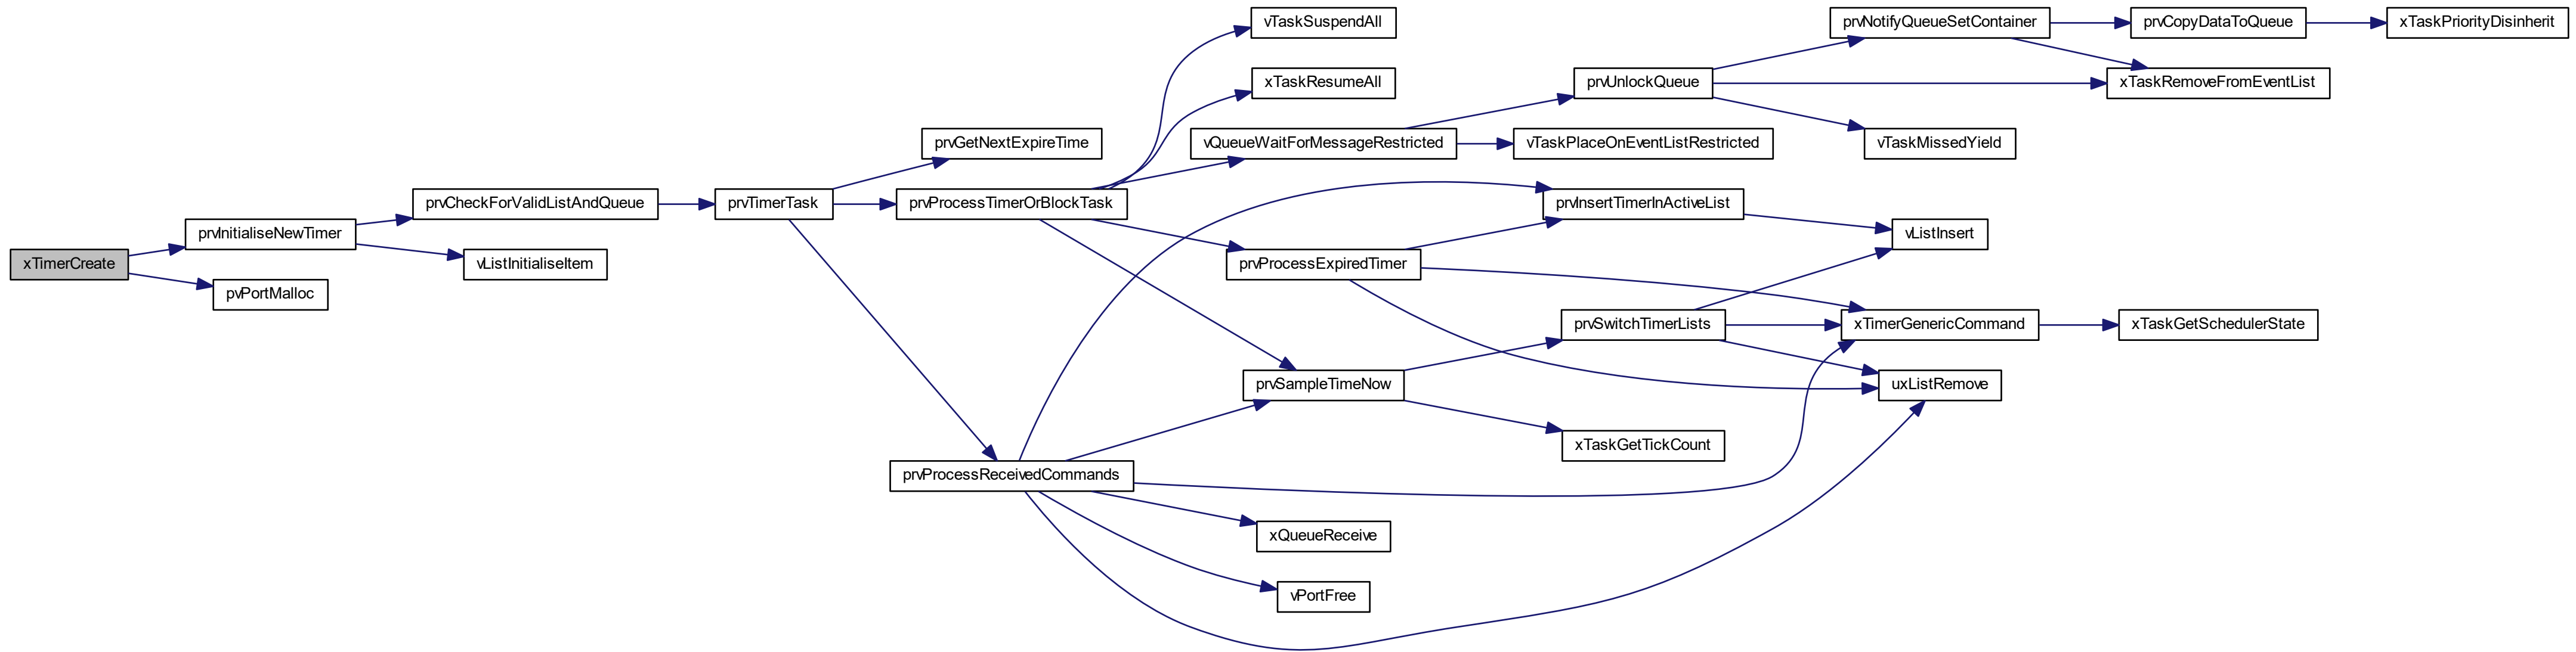 xTimerCreate
prvInitialiseNewTimer
pvPortMalloc
prvCheckForValidListAndQueue
vListInitialiseItem
prvTimerTask
prvGetNextExpireTime
prvProcessTimerOrBlockTask
prvProcessReceivedCommands
vTaskSuspendAll
xTaskResumeAll
vQueueWaitForMessageRestricted
prvProcessExpiredTimer
prvSampleTimeNow
xQueueReceive
vPortFree
prvUnlockQueue
vTaskPlaceOnEventListRestricted
prvInsertTimerInActiveList
prvSwitchTimerLists
xTaskGetTickCount
prvNotifyQueueSetContainer
vTaskMissedYield
vListInsert
xTimerGenericCommand
uxListRemove
prvCopyDataToQueue
xTaskRemoveFromEventList
xTaskGetSchedulerState
xTaskPriorityDisinherit